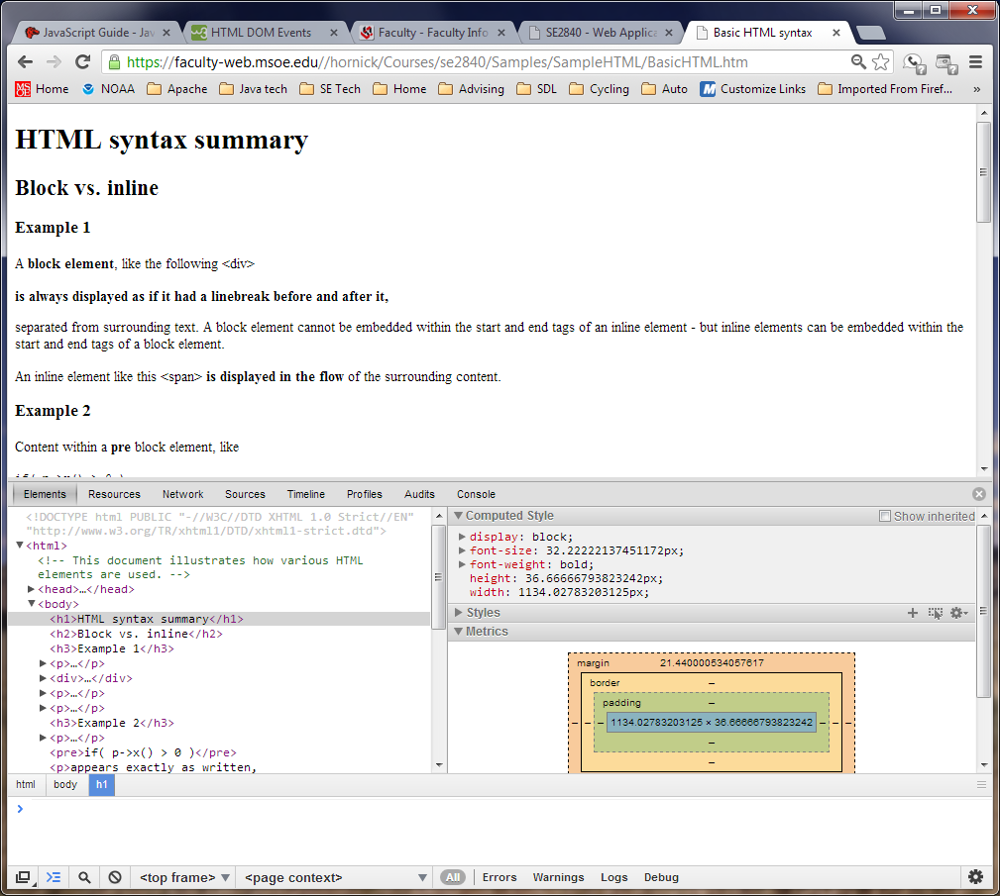 JavaScript Guide - Jav
HTML DOM Events
Faculty - Faculty Info
SE2840 - Web Applica
Basic HTML syntax
https://faculty-web.msoe.edu//hornick/Courses/se2840/Samples/SampleHTML/BasicHTML.htm
Home NOAA Apache Java tech SE Tech Home Advising SDL Cycling Auto Customize Links Imported From Firef... »
HTML syntax summary
Block vs. inline
Example 1
A block element, like the following <div>
is always displayed as if it had a linebreak before and after it,
separated from surrounding text. A block element cannot be embedded within the start and end tags of an inline element - but inline elements can be embedded within the
start and end tags of a block element.
An inline element like this <span> is displayed in the flow of the surrounding content.
Example 2
Content within a pre block element, like
if( p->x() > 0 )
Elements Resources Network Sources Timeline Profiles Audits Console
<!DOCTYPE html PUBLIC "-//W3C//DTD XHTML 1.0 Strict//EN"
"http://www.w3.org/TR/xhtml1/DTD/xhtml1-strict.dtd">
<html>
<!-- This document illustrates how various HTML
elements are used. -->
<head>…</head>
<body>
<h1>HTML syntax summary</h1>
<h2>Block vs. inline</h2>
<h3>Example 1</h3>
<p>…</p>
<div>…</div>
<p>…</p>
<p>…</p>
<h3>Example 2</h3>
<p>…</p>
<pre>if( p->x() > 0 )</pre>
<p>appears exactly as written,
Computed Style Show inherited
display: block;
font-size: 32.22222137451172px;
font-weight: bold;
height: 36.66666793823242px;
width: 1134.02783203125px;
Styles
Metrics
margin 21.440000534057617
border –
padding –
– – – 1134.02783203125 × 36.66666793823242 – – –
–
–
html body h1
<top frame> <page context> All Errors Warnings Logs Debug